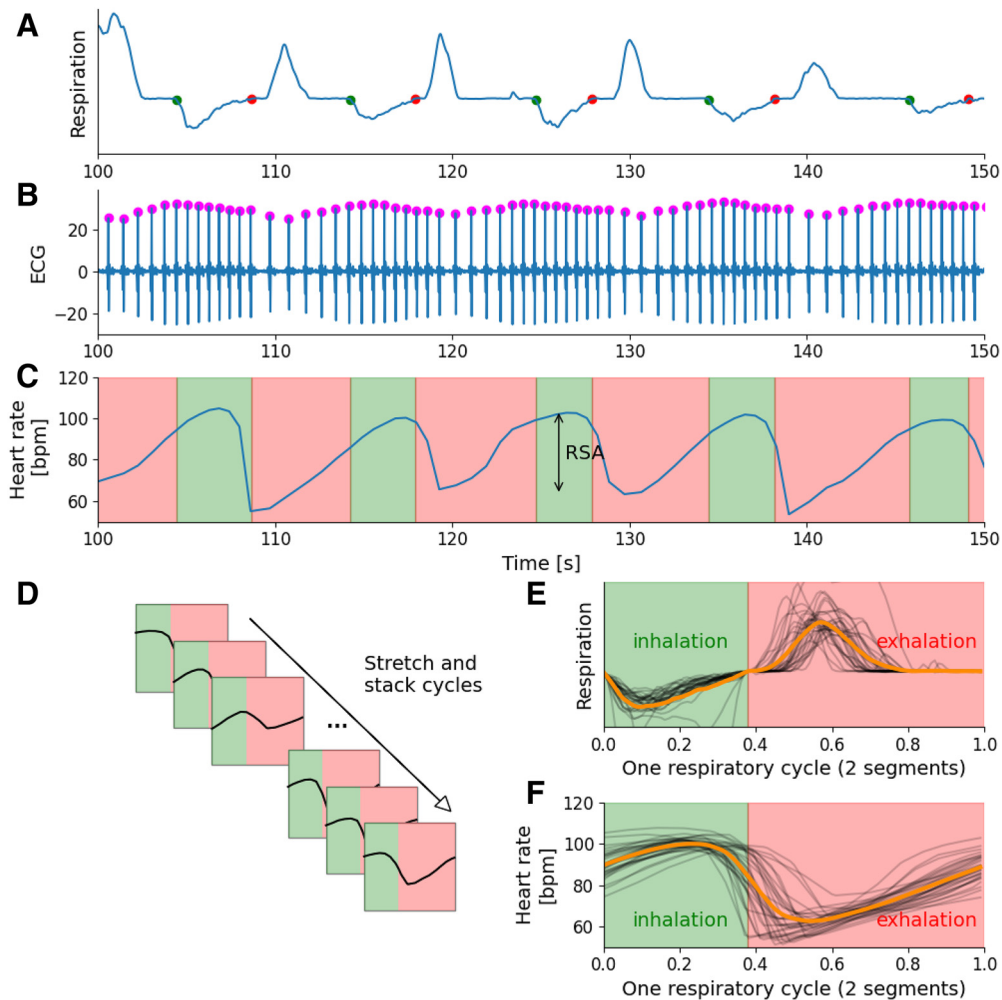 A
Respiration
100 110 120 130 140 150
B
ECG
20
0
−20
100 110 120 130 140 150
C
Heart rate
[bpm]
120
100
80
60
RSA
100 110 120 130 140 150
Time [s]
D
Stretch and
stack cycles
...
E
Respiration
inhalation exhalation
0.0 0.2 0.4 0.6 0.8 1.0
One respiratory cycle (2 segments)
F
Heart rate
[bpm]
120
100
80
60
inhalation exhalation
0.0 0.2 0.4 0.6 0.8 1.0
One respiratory cycle (2 segments)